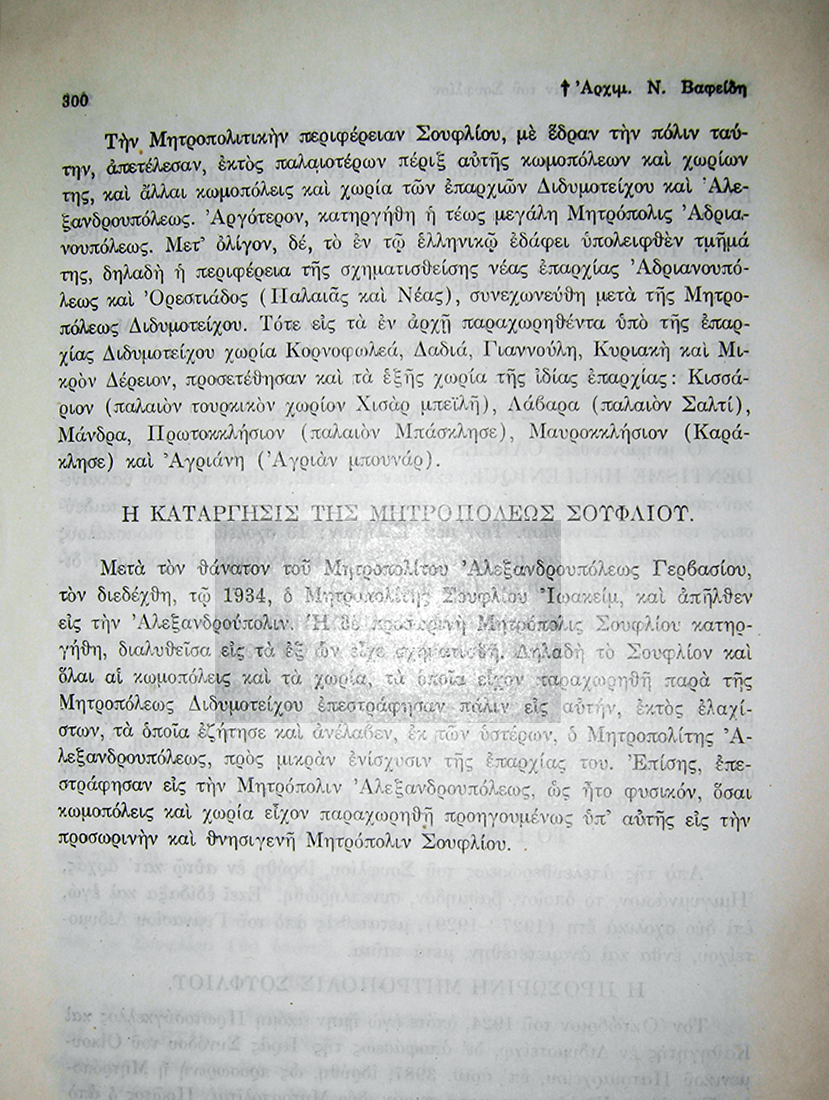 300
† Ἀρχιμ. Ν. Βαφείδη
Τὴν Μητροπολιτικὴν περιφέρειαν Σουφλίου, μὲ ἕδραν τὴν πόλιν ταύ-
την, ἀπετέλεσαν, ἐκτὸς παλαιοτέρων πέριξ αὐτῆς κωμοπόλεων καὶ χωρίων
της, καὶ ἄλλαι κωμοπόλεις καὶ χωρία τῶν ἐπαρχιῶν Διδυμοτείχου καὶ Ἀλε-
ξανδρουπόλεως. Ἀργότερον, κατηργήθη ἡ τέως μεγάλη Μητρόπολις Ἀδρια-
νουπόλεως. Μετ' ὀλίγον, δέ, τὸ ἐν τῷ ἑλληνικῷ ἐδάφει ὑπολειφθὲν τμῆμά
της, δηλαδὴ ἡ περιφέρεια τῆς σχηματισθείσης νέας ἐπαρχίας Ἀδριανουπό-
λεως καὶ Ὀρεστιάδος (Παλαιᾶς καὶ Νέας), συνεχωνεύθη μετὰ τῆς Μητρο-
πόλεως Διδυμοτείχου. Τότε εἰς τὰ ἐν ἀρχῇ παραχωρηθέντα ὑπὸ τῆς ἐπαρ-
χίας Διδυμοτείχου χωρία Κορνοφωλεά, Δαδιά, Γιαννούλη, Κυριακὴ καὶ Μι-
κρὸν Δέρειον, προσετέθησαν καὶ τὰ ἑξῆς χωρία τῆς ἰδίας ἐπαρχίας: Κισσά-
ριον (παλαιὸν τουρκικὸν χωρίον Χισὰρ μπεϊλῆ), Λάβαρα (παλαιὸν Σαλτί),
Μάνδρα, Πρωτοκκλήσιον (παλαιὸν Μπάσκλησε), Μαυροκκλήσιον (Καρά-
κλησε) καὶ Ἀγριάνη (Ἀγριὰν μπουνάρ).
Η ΚΑΤΑΡΓΗΣΙΣ ΤΗΣ ΜΗΤΡΟΠΟΛΕΩΣ ΣΟΥΦΛΙΟΥ.
Μετὰ τὸν θάνατον τοῦ Μητροπολίτου Ἀλεξανδρουπόλεως Γερβασίου,
τὸν διεδέχθη, τῷ 1934, ὁ Μητροπολίτης Σουφλίου Ἰωακείμ, καὶ ἀπῆλθεν
εἰς τὴν Ἀλεξανδρούπολιν. Ἡ δὲ προσωρινὴ Μητρόπολις Σουφλίου κατηρ-
γήθη, διαλυθεῖσα εἰς τὰ ἐξ ὧν εἶχε σχηματισθῆ. Δηλαδὴ τὸ Σουφλίον καὶ
ὅλαι αἱ κωμοπόλεις καὶ τὰ χωρία, τὰ ὁποῖα εἶχον παραχωρηθῆ παρὰ τῆς
Μητροπόλεως Διδυμοτείχου ἐπεστράφησαν πάλιν εἰς αὐτήν, ἐκτὸς ἐλαχί-
στων, τὰ ὁποῖα ἐζήτησε καὶ ἀνέλαβεν, ἐκ τῶν ὑστέρων, ὁ Μητροπολίτης Ἀ-
λεξανδρουπόλεως, πρὸς μικρὰν ἐνίσχυσιν τῆς ἐπαρχίας του. Ἐπίσης, ἐπε-
στράφησαν εἰς τὴν Μητρόπολιν Ἀλεξανδρουπόλεως, ὡς ἦτο φυσικόν, ὅσαι
κωμοπόλεις καὶ χωρία εἶχον παραχωρηθῆ προηγουμένως ὑπ' αὐτῆς εἰς τὴν
προσωρινὴν καὶ θνησιγενῆ Μητρόπολιν Σουφλίου.